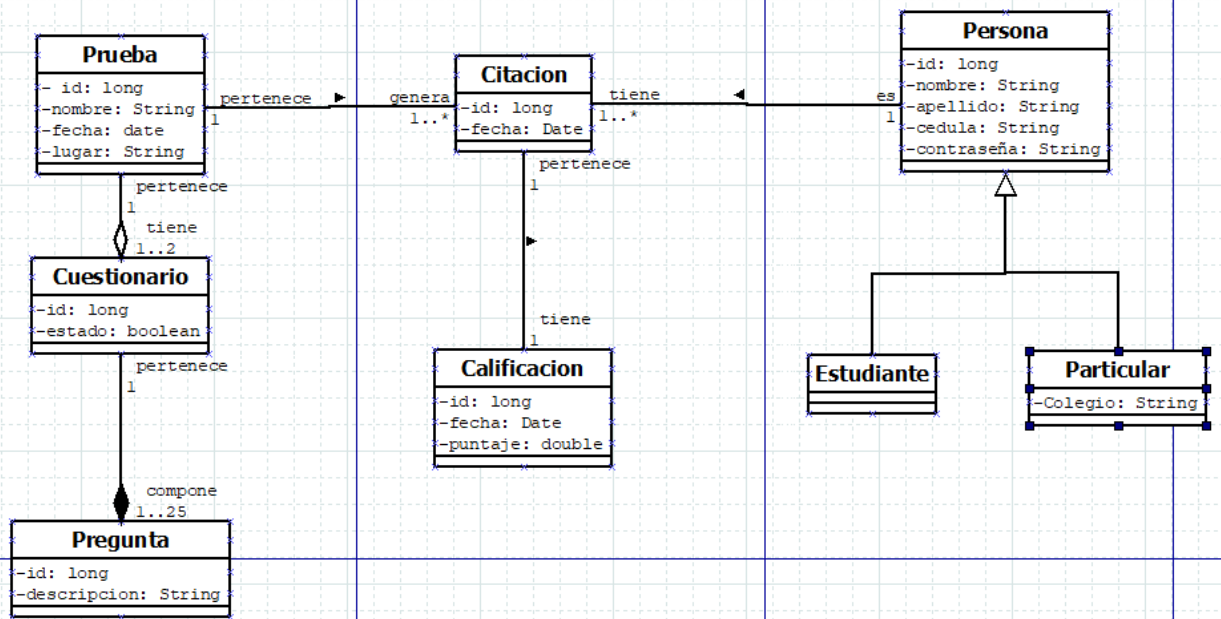 Prueba
- id: long
-nombre: String
-fecha: date
-lugar: String
pertenece
1
genera
1..*
Citacion
-id: long
-fecha: Date
tiene
1..*
es
1
Persona
-id: long
-nombre: String
-apellido: String
-cedula: String
-contraseña: String
pertenece
1
tiene
1..2
Cuestionario
-id: long
-estado: boolean
pertenece
1
compone
1..25
Pregunta
-id: long
-descripcion: String
pertenece
1
tiene
1
Calificacion
-id: long
-fecha: Date
-puntaje: double
Estudiante
Particular
-Colegio: String